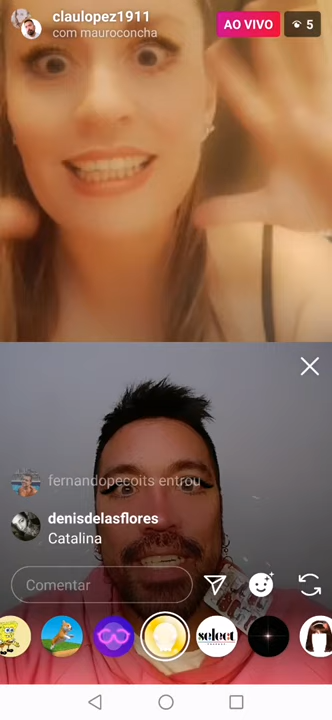 claulopez1911
com mauroconcha
AO VIVO
5
fernandopecoits entrou
denisdelasflores
Catalina
Comentar
select